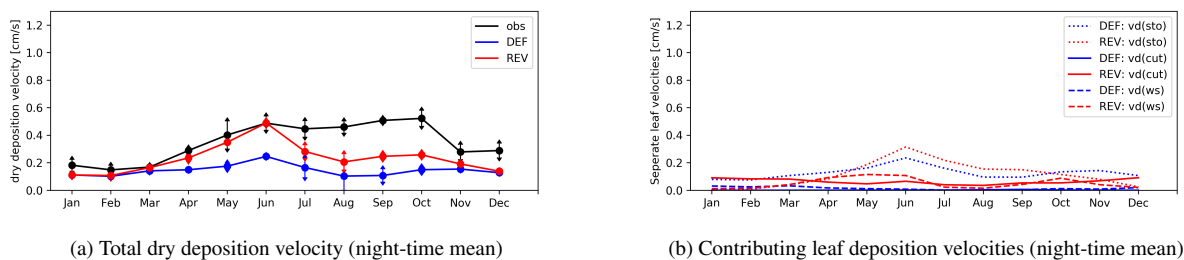 dry deposition velocity [cm/s]
1.2
1.0
0.8
0.6
0.4
0.2
0.0
Jan Feb Mar Apr May Jun Jul Aug Sep Oct Nov Dec
obs
DEF
REV
(a) Total dry deposition velocity (night-time mean)
Seperate leaf velocities [cm/s]
1.2
1.0
0.8
0.6
0.4
0.2
0.0
Jan Feb Mar Apr May Jun Jul Aug Sep Oct Nov Dec
DEF: vd(sto)
REV: vd(sto)
DEF: vd(cut)
REV: vd(cut)
DEF: vd(ws)
REV: vd(ws)
(b) Contributing leaf deposition velocities (night-time mean)